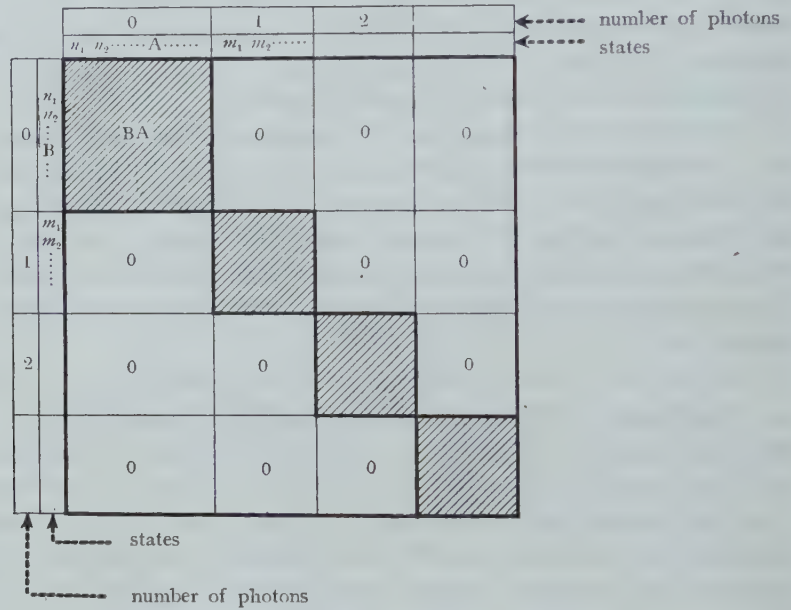 0 1 2 number of photons
n₁ n₂ ······ A ······ m₁ m₂ ······ states
0 n₁ n₂ ⋮ B ⋮ BA 0 0 0
1 m₁ m₂ ⋮ 0 0 0
2 0 0 0
0 0 0
states
number of photons